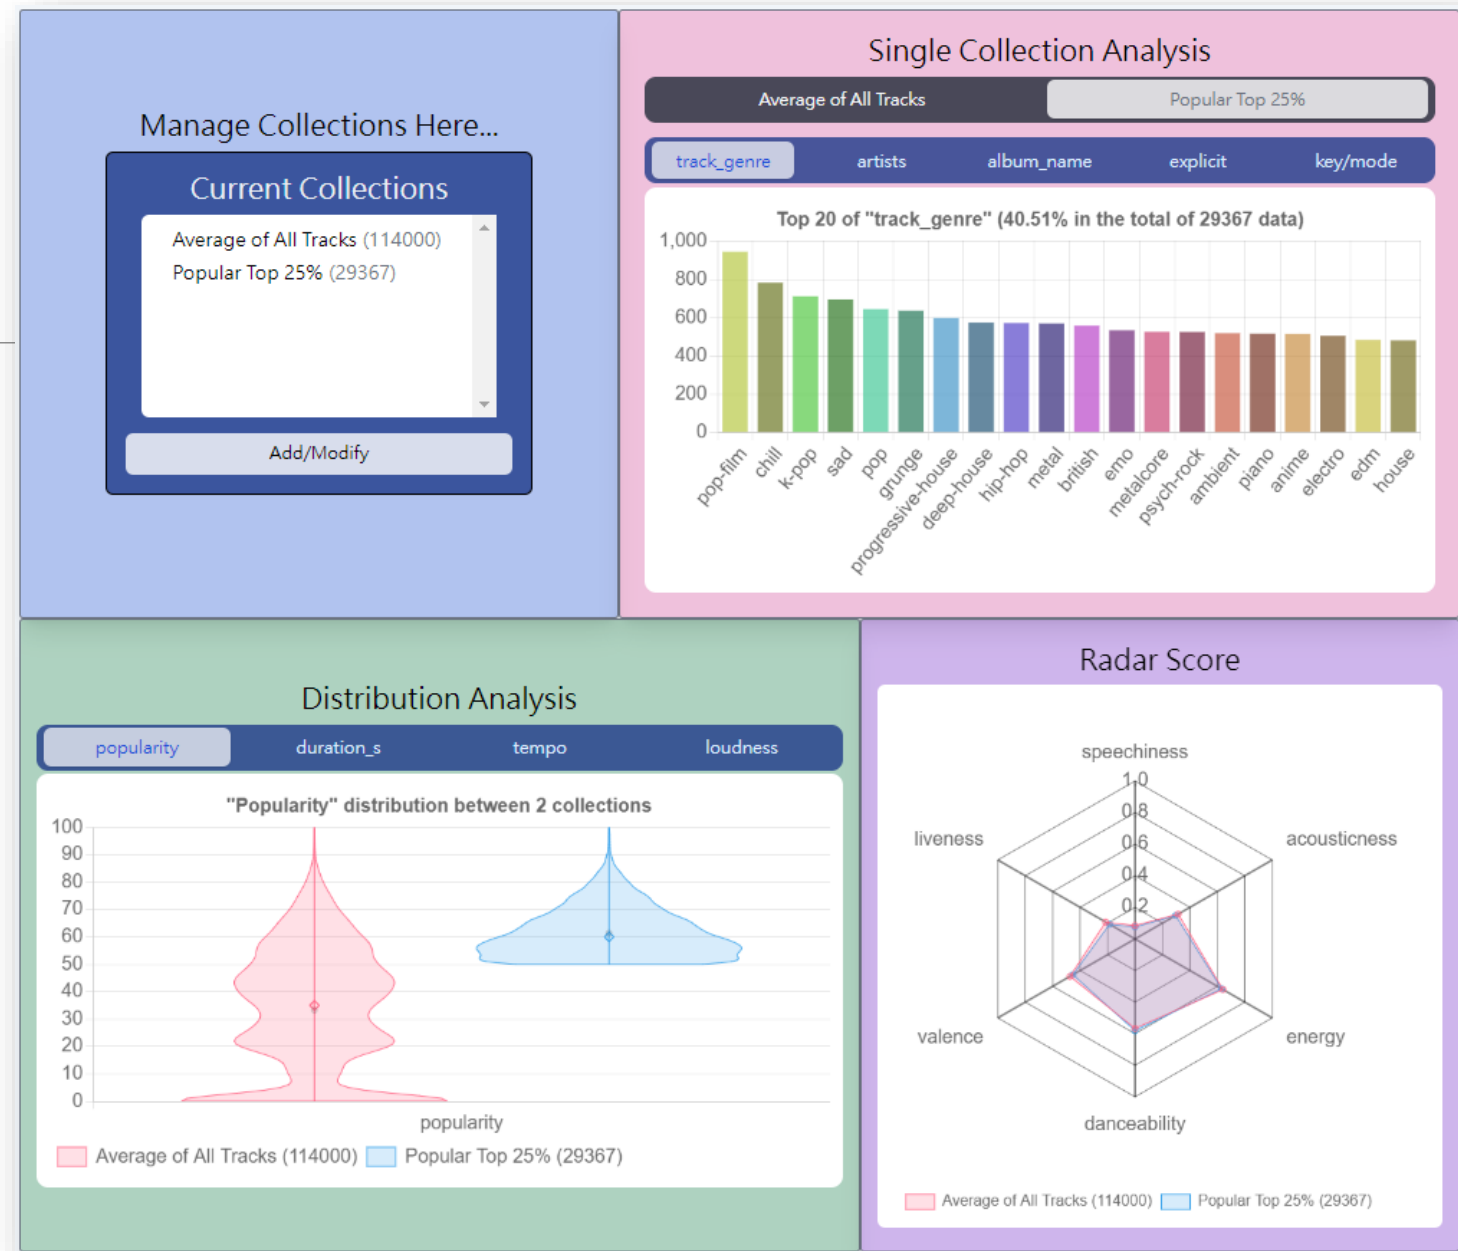 Manage Collections Here...
Current Collections
Average of All Tracks (114000)
Popular Top 25% (29367)
Add/Modify
Single Collection Analysis
Average of All Tracks Popular Top 25%
track_genre artists album_name explicit key/mode
Top 20 of "track_genre" (40.51% in the total of 29367 data)
1,000
800
600
400
200
0
pop-film chill k-pop sad pop grunge progressive-house deep-house hip-hop metal british emo metalcore psych-rock ambient piano anime electro edm house
Distribution Analysis
popularity duration_s tempo loudness
"Popularity" distribution between 2 collections
100
90
80
70
60
50
40
30
20
10
0
popularity
Average of All Tracks (114000) Popular Top 25% (29367)
Radar Score
speechiness
1.0
0.8
liveness acousticness
0.6
0.4
0.2
valence energy
danceability
Average of All Tracks (114000) Popular Top 25% (29367)